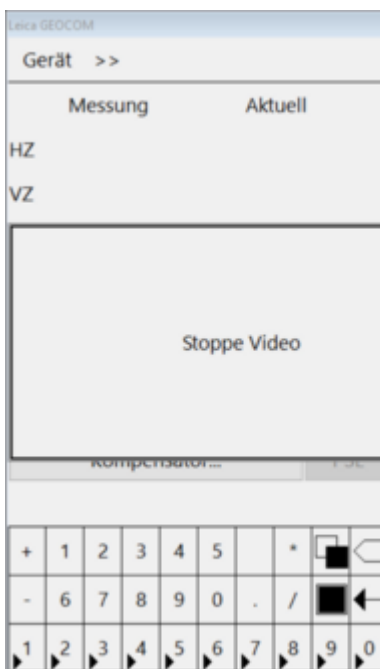 Leica GEOCOM
Gerät >>
Messung Aktuell
HZ
VZ
Stoppe Video
Kompensator...
+ 1 2 3 4 5 *
- 6 7 8 9 0 . /
1 2 3 4 5 6 7 8 9 0